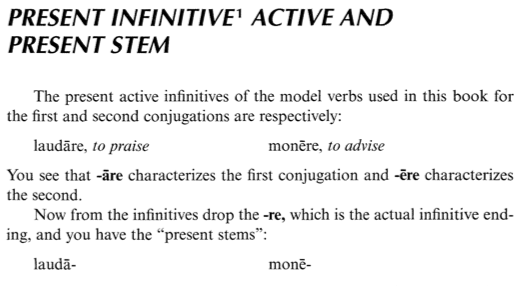 PRESENT INFINITIVE¹ ACTIVE AND
PRESENT STEM
The present active infinitives of the model verbs used in this book for
the first and second conjugations are respectively:
laudāre, to praise monēre, to advise
You see that -āre characterizes the first conjugation and -ēre characterizes
the second.
Now from the infinitives drop the -re, which is the actual infinitive end-
ing, and you have the “present stems”:
laudā- monē-